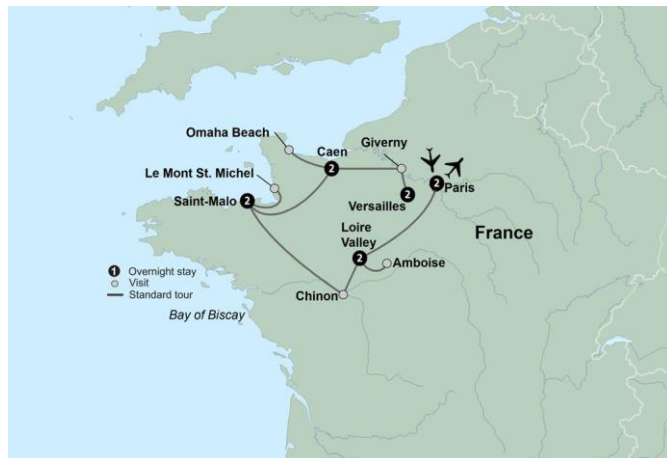 Omaha Beach
Caen
2
Giverny
Le Mont St. Michel
Saint-Malo
2
Versailles
2
2
Paris
Loire
Valley
2
Amboise
France
Chinon
1 Overnight stay
Visit
Standard tour
Bay of Biscay